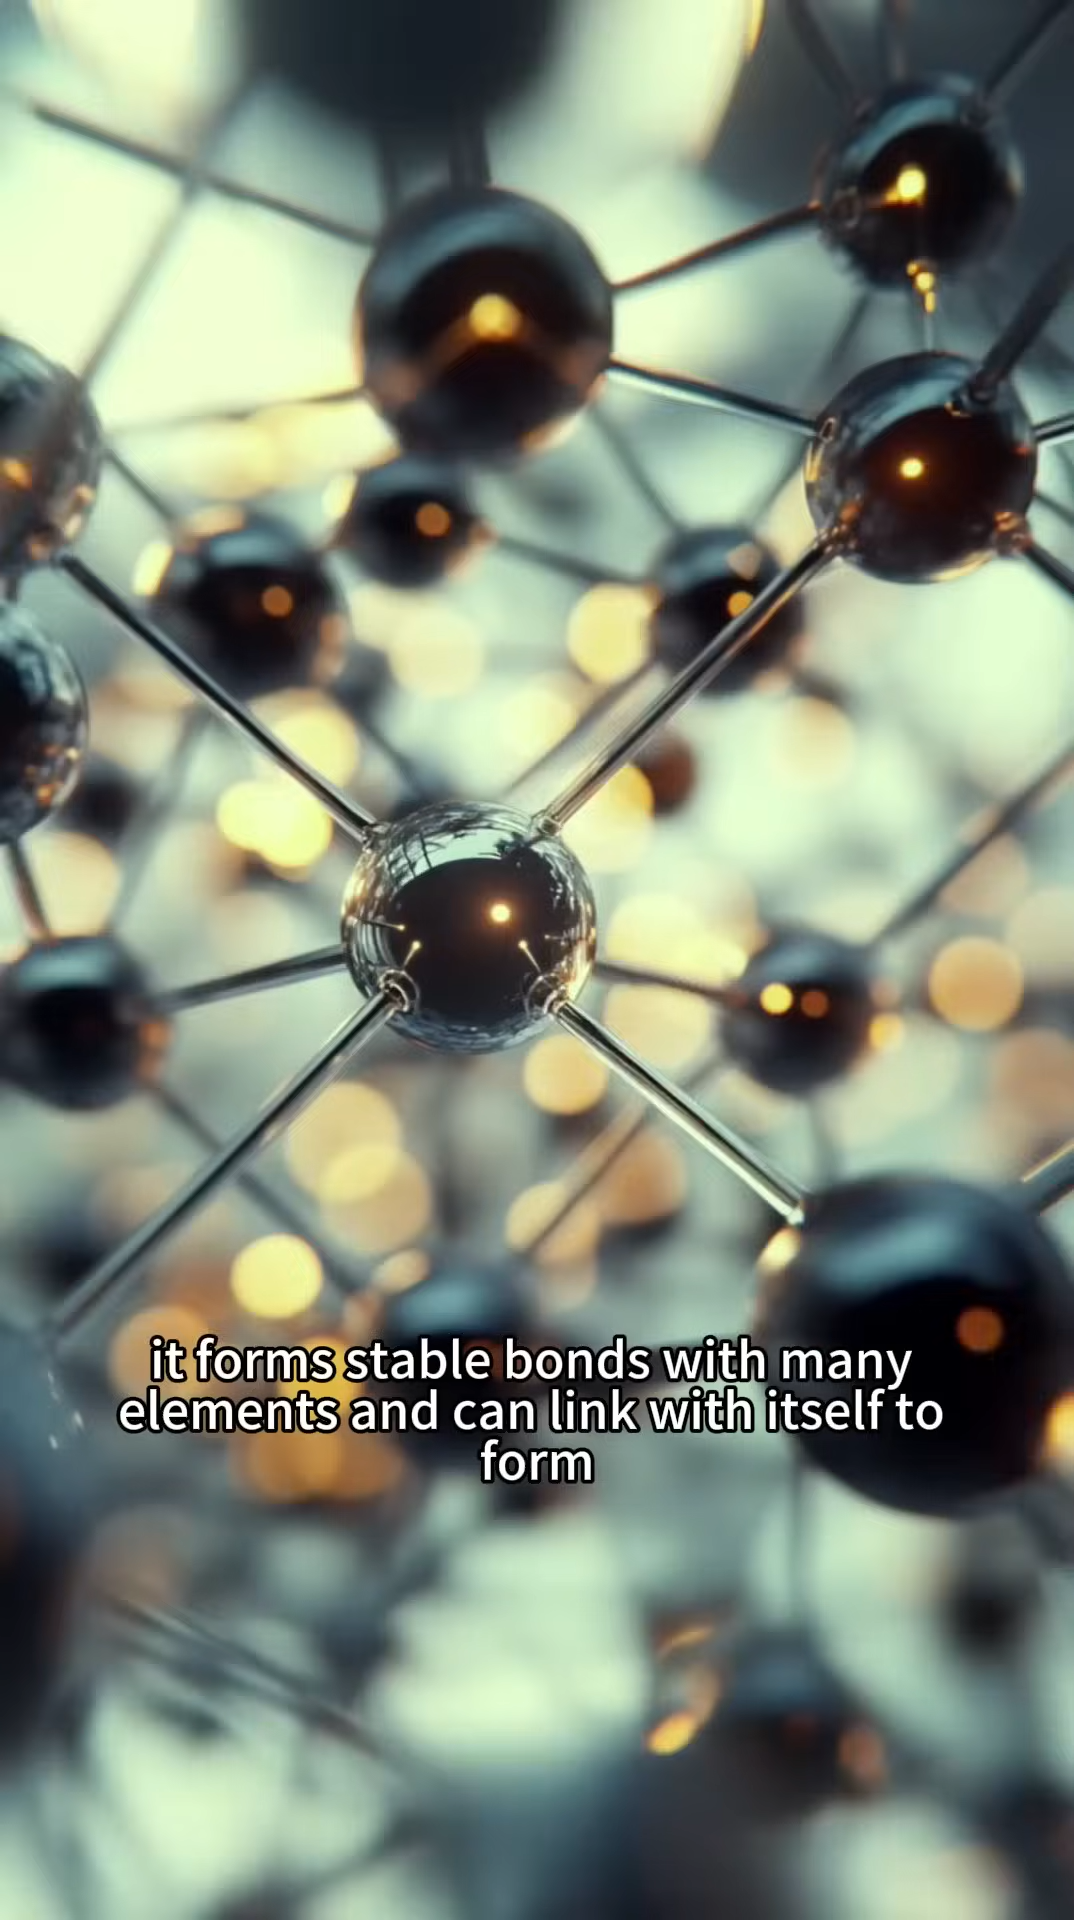 it forms stable bonds with many
elements and can link with itself to
form